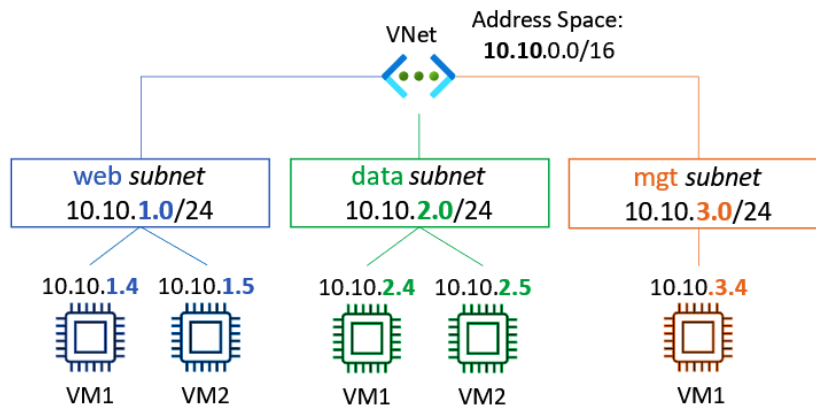 VNet
Address Space:
10.10.0.0/16
web subnet
10.10.1.0/24
data subnet
10.10.2.0/24
mgt subnet
10.10.3.0/24
10.10.1.4
10.10.1.5
10.10.2.4
10.10.2.5
10.10.3.4
VM1
VM2
VM1
VM2
VM1